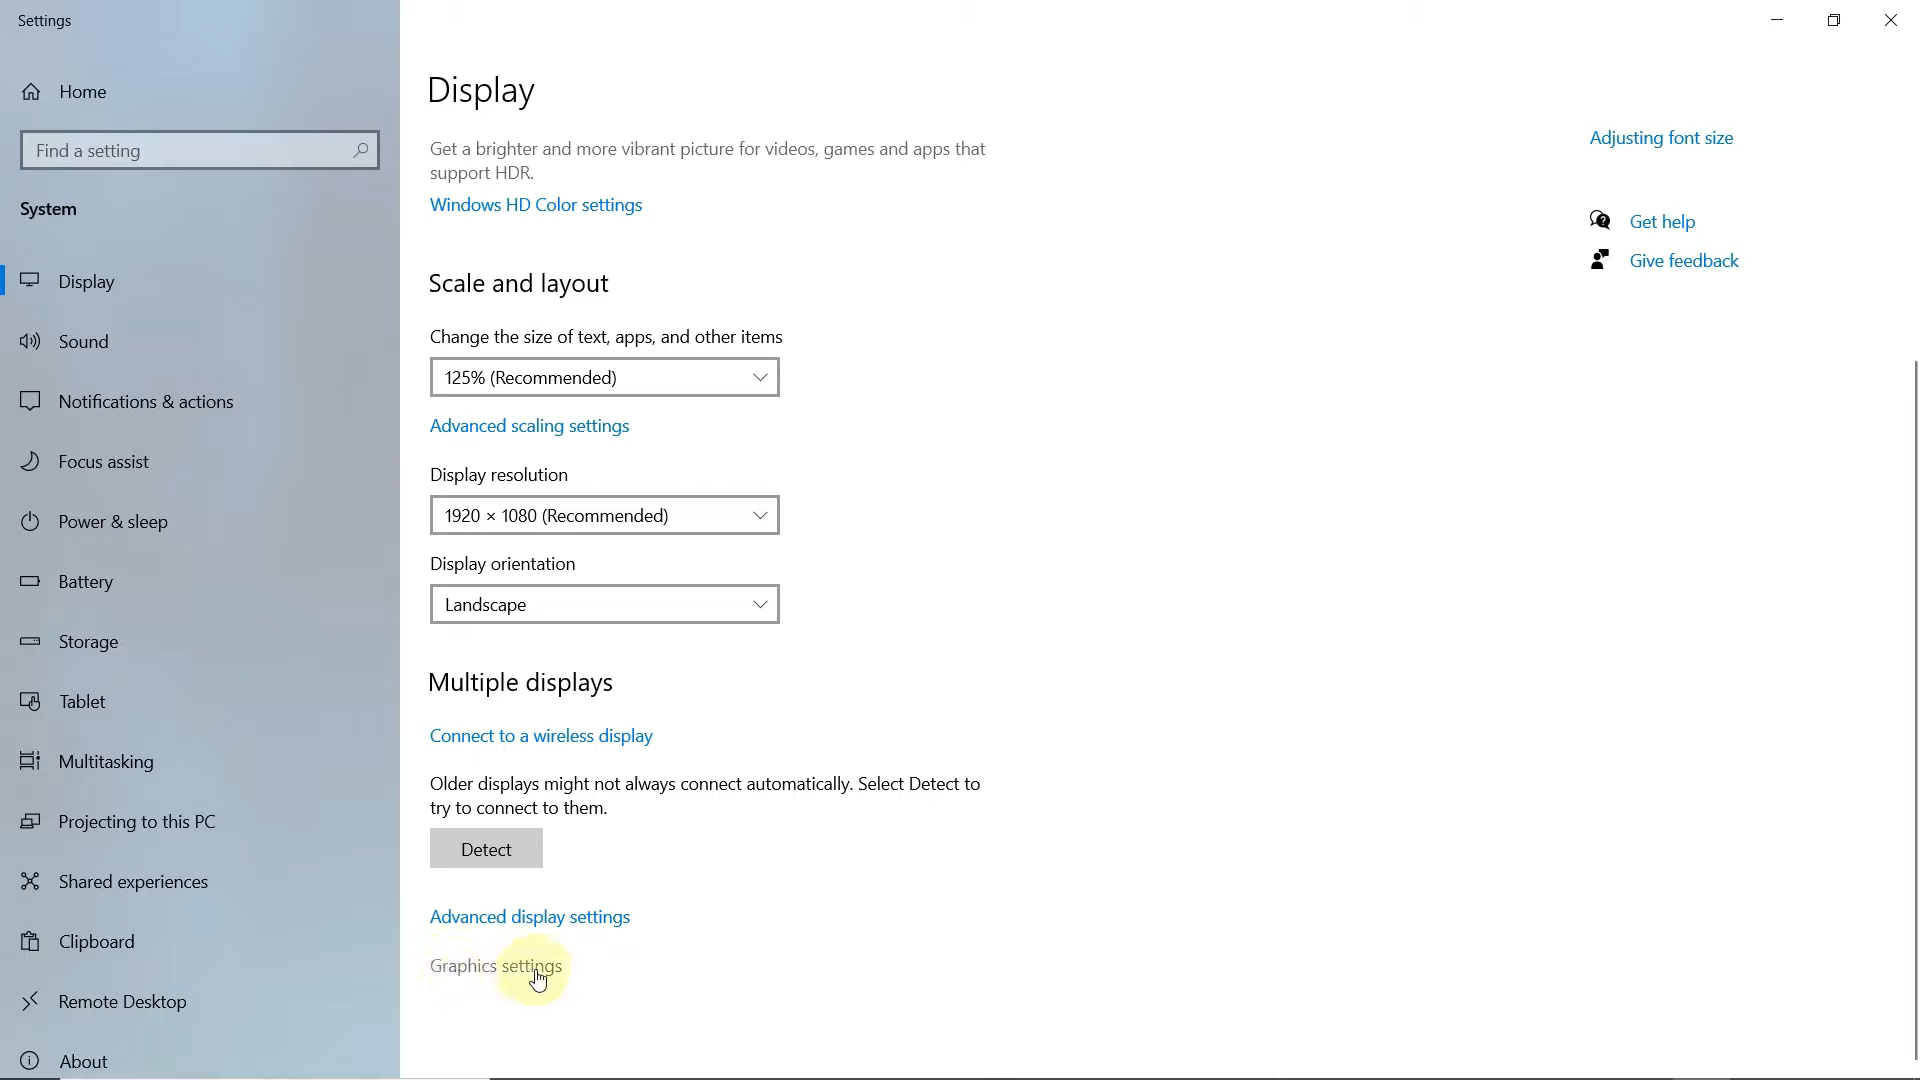 Settings
Home
Find a setting
System
Display
Sound
Notifications & actions
Focus assist
Power & sleep
Battery
Storage
Tablet
Multitasking
Projecting to this PC
Shared experiences
Clipboard
Remote Desktop
About
Display
Get a brighter and more vibrant picture for videos, games and apps that
support HDR.
Windows HD Color settings
Scale and layout
Change the size of text, apps, and other items
125% (Recommended)
Advanced scaling settings
Display resolution
1920 × 1080 (Recommended)
Display orientation
Landscape
Multiple displays
Connect to a wireless display
Older displays might not always connect automatically. Select Detect to
try to connect to them.
Detect
Advanced display settings
Graphics settings
Adjusting font size
Get help
Give feedback